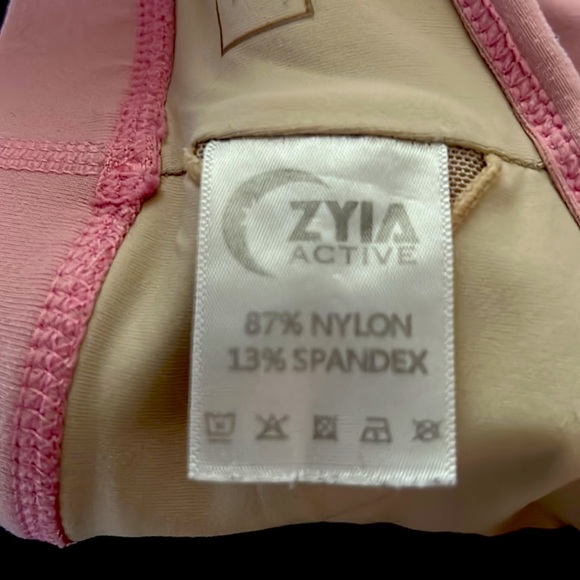 ZYIA
ACTIVE
87% NYLON
13% SPANDEX